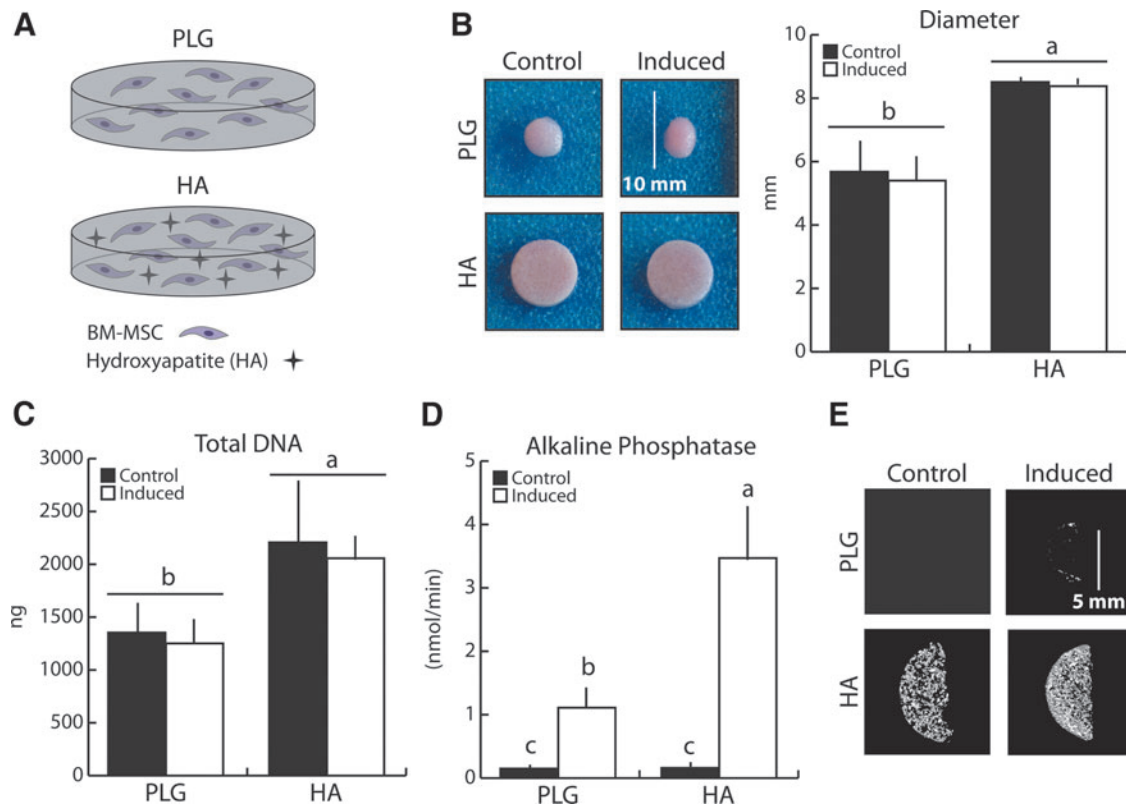 A
PLG
HA
BM-MSC
Hydroxyapatite (HA)
B
Control
Induced
PLG
10 mm
HA
Diameter
Control
Induced
10
8
6
4
2
0
mm
b
a
PLG
HA
C
Total DNA
Control
Induced
3000
2500
2000
1500
1000
500
0
ng
b
a
PLG
HA
D
Alkaline Phosphatase
Control
Induced
5
4
3
2
1
0
(nmol/min)
c
b
c
a
PLG
HA
E
Control
Induced
PLG
5 mm
HA